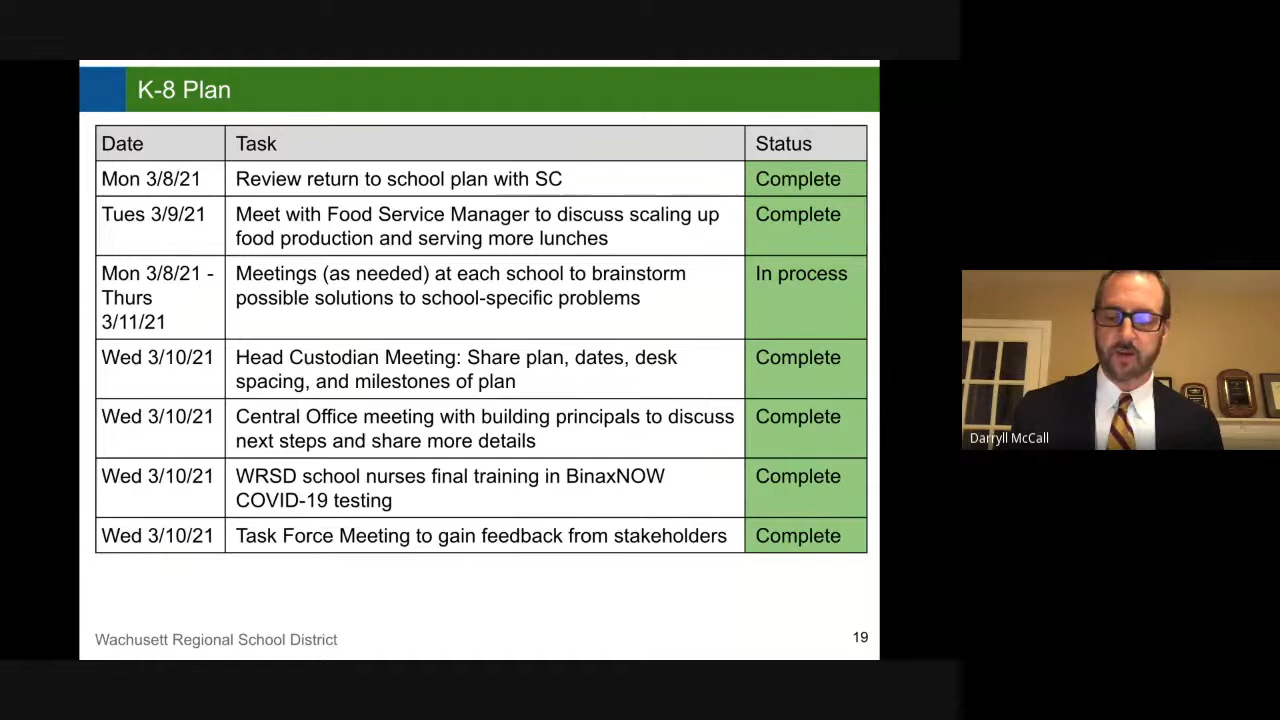 K-8 Plan
Date Task Status
Mon 3/8/21 Review return to school plan with SC Complete
Tues 3/9/21 Meet with Food Service Manager to discuss scaling up Complete
food production and serving more lunches
Mon 3/8/21 - Meetings (as needed) at each school to brainstorm In process
Thurs possible solutions to school-specific problems
3/11/21
Wed 3/10/21 Head Custodian Meeting: Share plan, dates, desk Complete
spacing, and milestones of plan
Wed 3/10/21 Central Office meeting with building principals to discuss Complete
next steps and share more details
Wed 3/10/21 WRSD school nurses final training in BinaxNOW Complete
COVID-19 testing
Wed 3/10/21 Task Force Meeting to gain feedback from stakeholders Complete
Wachusett Regional School District 19
Darryll McCall